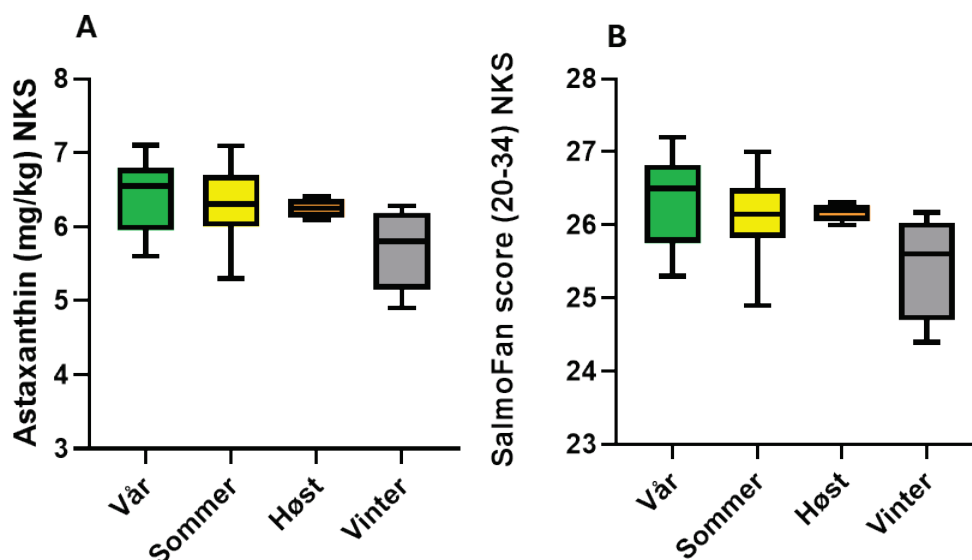 A
Astaxanthin (mg/kg) NKS
8
7
6
5
4
3
Vår
Sommer
Høst
Vinter
B
SalmoFan score (20-34) NKS
28
27
26
25
24
23
Vår
Sommer
Høst
Vinter